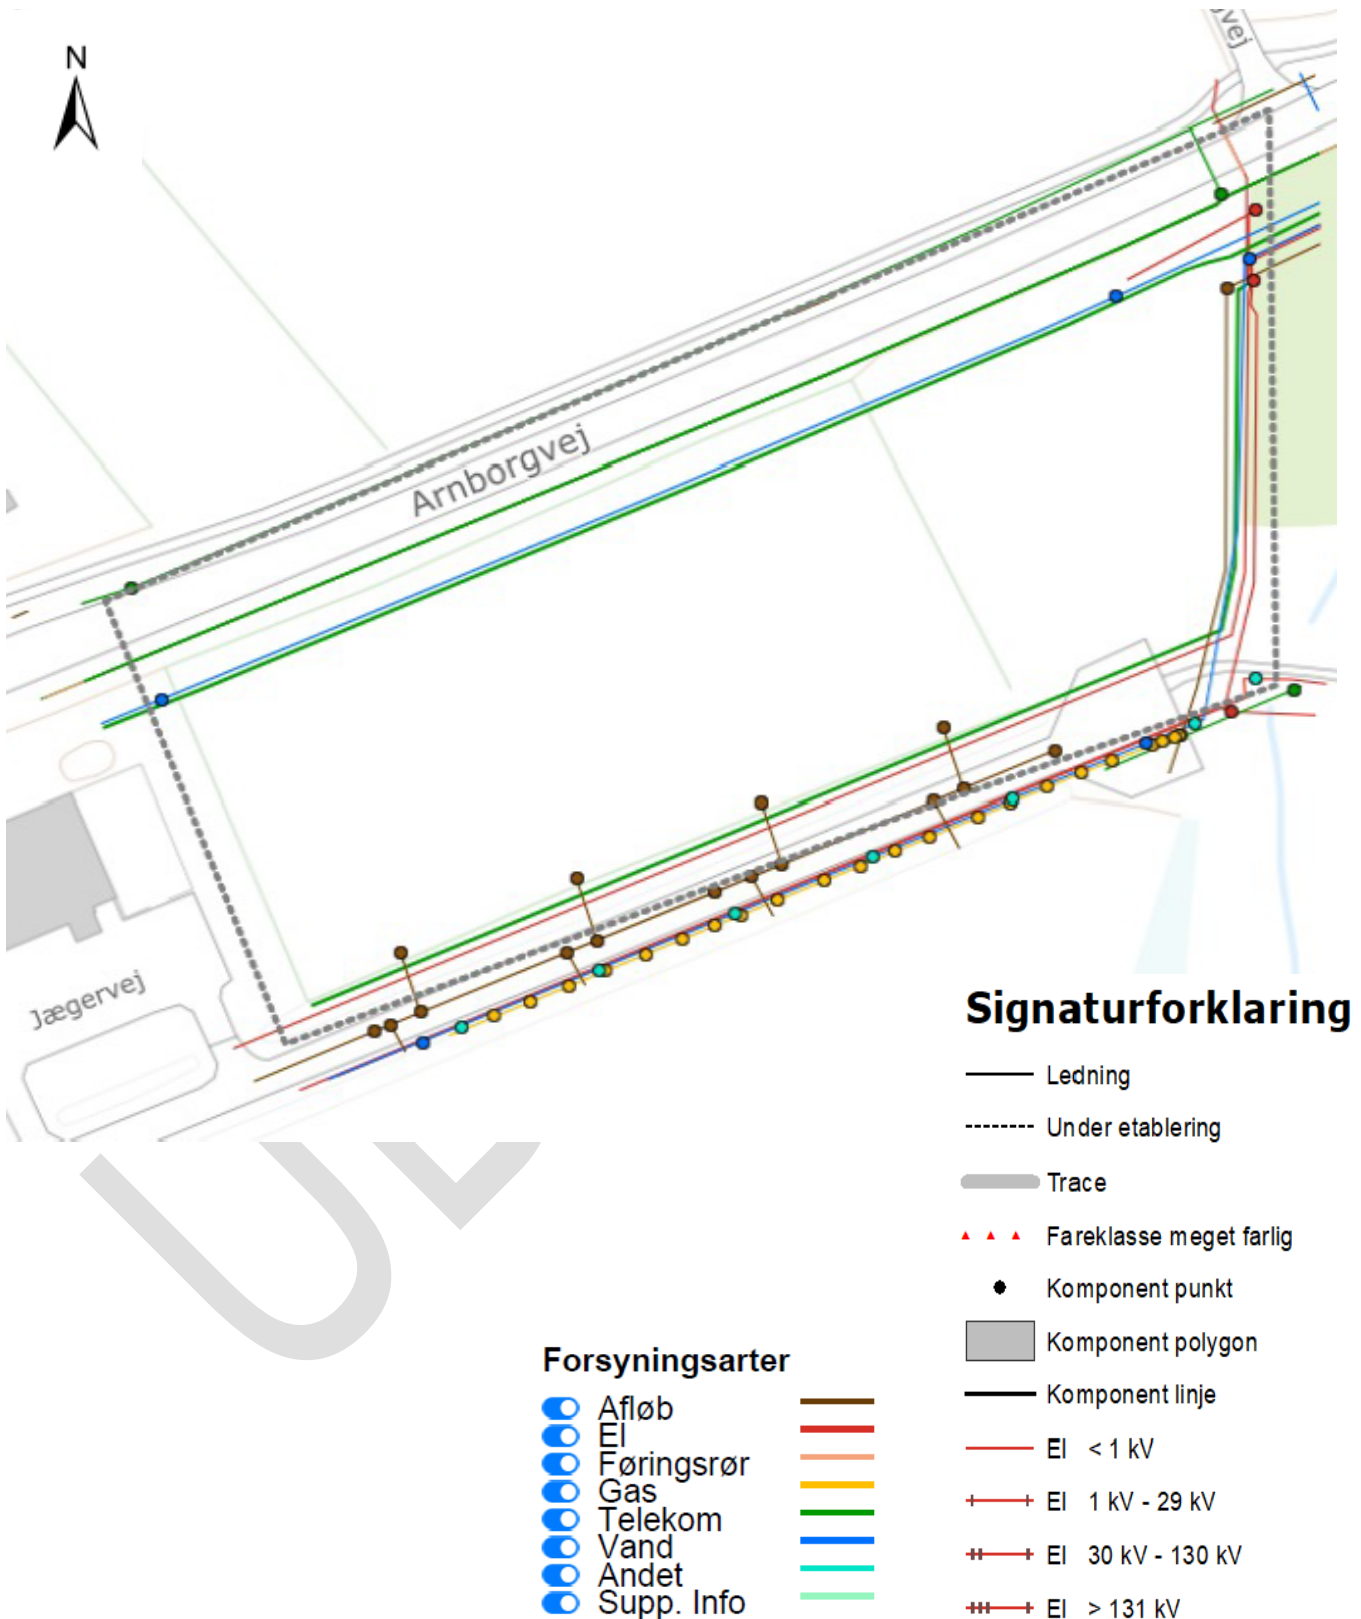 N
gvej
Arnborgvej
Jægervej
Signaturforklaring
Ledning
Under etablering
Trace
Fareklasse meget farlig
Komponent punkt
Komponent polygon
Komponent linje
El < 1 kV
El 1 kV - 29 kV
El 30 kV - 130 kV
El > 131 kV
Forsyningsarter
Afløb
El
Føringsrør
Gas
Telekom
Vand
Andet
Supp. Info